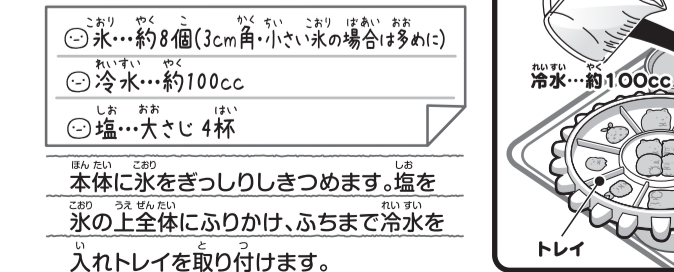 氷…約8個(3cm角・小さい氷の場合は多めに)
冷水…約100cc
塩…大さじ 4杯
本体に氷をぎっしりしきつめます。塩を
氷の上全体にふりかけ、ふちまで冷水を
入れトレイを取り付けます。
冷水…約100cc
トレイ